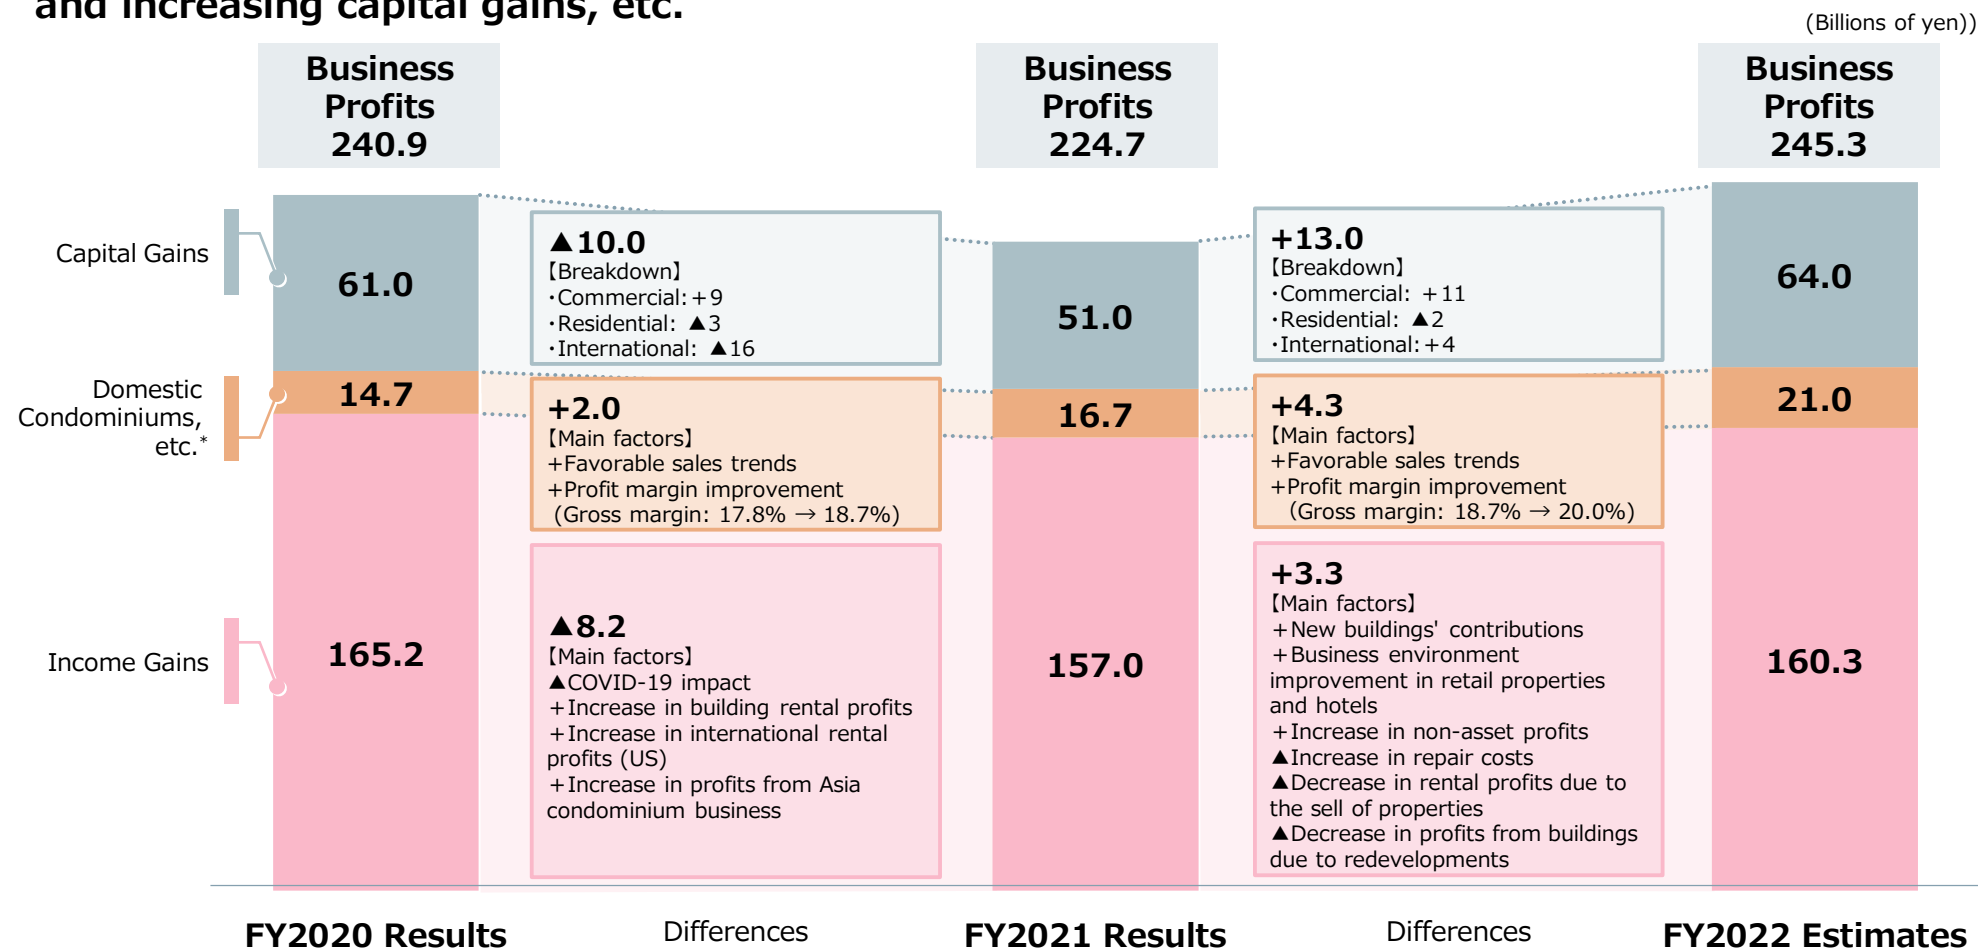 and increasing capital gains, etc.
(Billions of yen))
Business
Profits
240.9
Business
Profits
224.7
Business
Profits
245.3
Capital Gains
61.0
▲10.0
【Breakdown】
・Commercial:+9
・Residential: ▲3
・International: ▲16
51.0
+13.0
【Breakdown】
・Commercial: +11
・Residential: ▲2
・International:+4
64.0
Domestic
Condominiums,
etc.*
14.7
+2.0
【Main factors】
+Favorable sales trends
+Profit margin improvement
(Gross margin: 17.8% → 18.7%)
16.7
+4.3
【Main factors】
+Favorable sales trends
+Profit margin improvement
(Gross margin: 18.7% → 20.0%)
21.0
Income Gains
165.2
▲8.2
【Main factors】
▲COVID-19 impact
+Increase in building rental profits
+Increase in international rental
profits (US)
+Increase in profits from Asia
condominium business
157.0
+3.3
【Main factors】
+New buildings' contributions
+Business environment
improvement in retail properties
and hotels
+Increase in non-asset profits
▲Increase in repair costs
▲Decrease in rental profits due to
the sell of properties
▲Decrease in profits from buildings
due to redevelopments
160.3
FY2020 Results
Differences
FY2021 Results
Differences
FY2022 Estimates